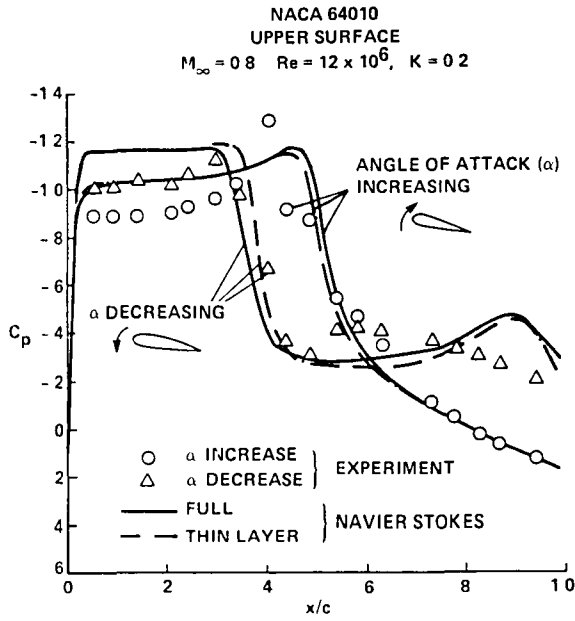 NACA 64010
UPPER SURFACE
M∞ = 0 8 Re = 12 x 10⁶, K = 0 2
-1 4
-1 2
-1 0
- 8
- 6
- 4
- 2
0
2
4
6
Cp
ANGLE OF ATTACK (α)
INCREASING
α DECREASING
α INCREASE
α DECREASE
EXPERIMENT
FULL
THIN LAYER
NAVIER STOKES
0
2
4
6
8
1 0
x/c